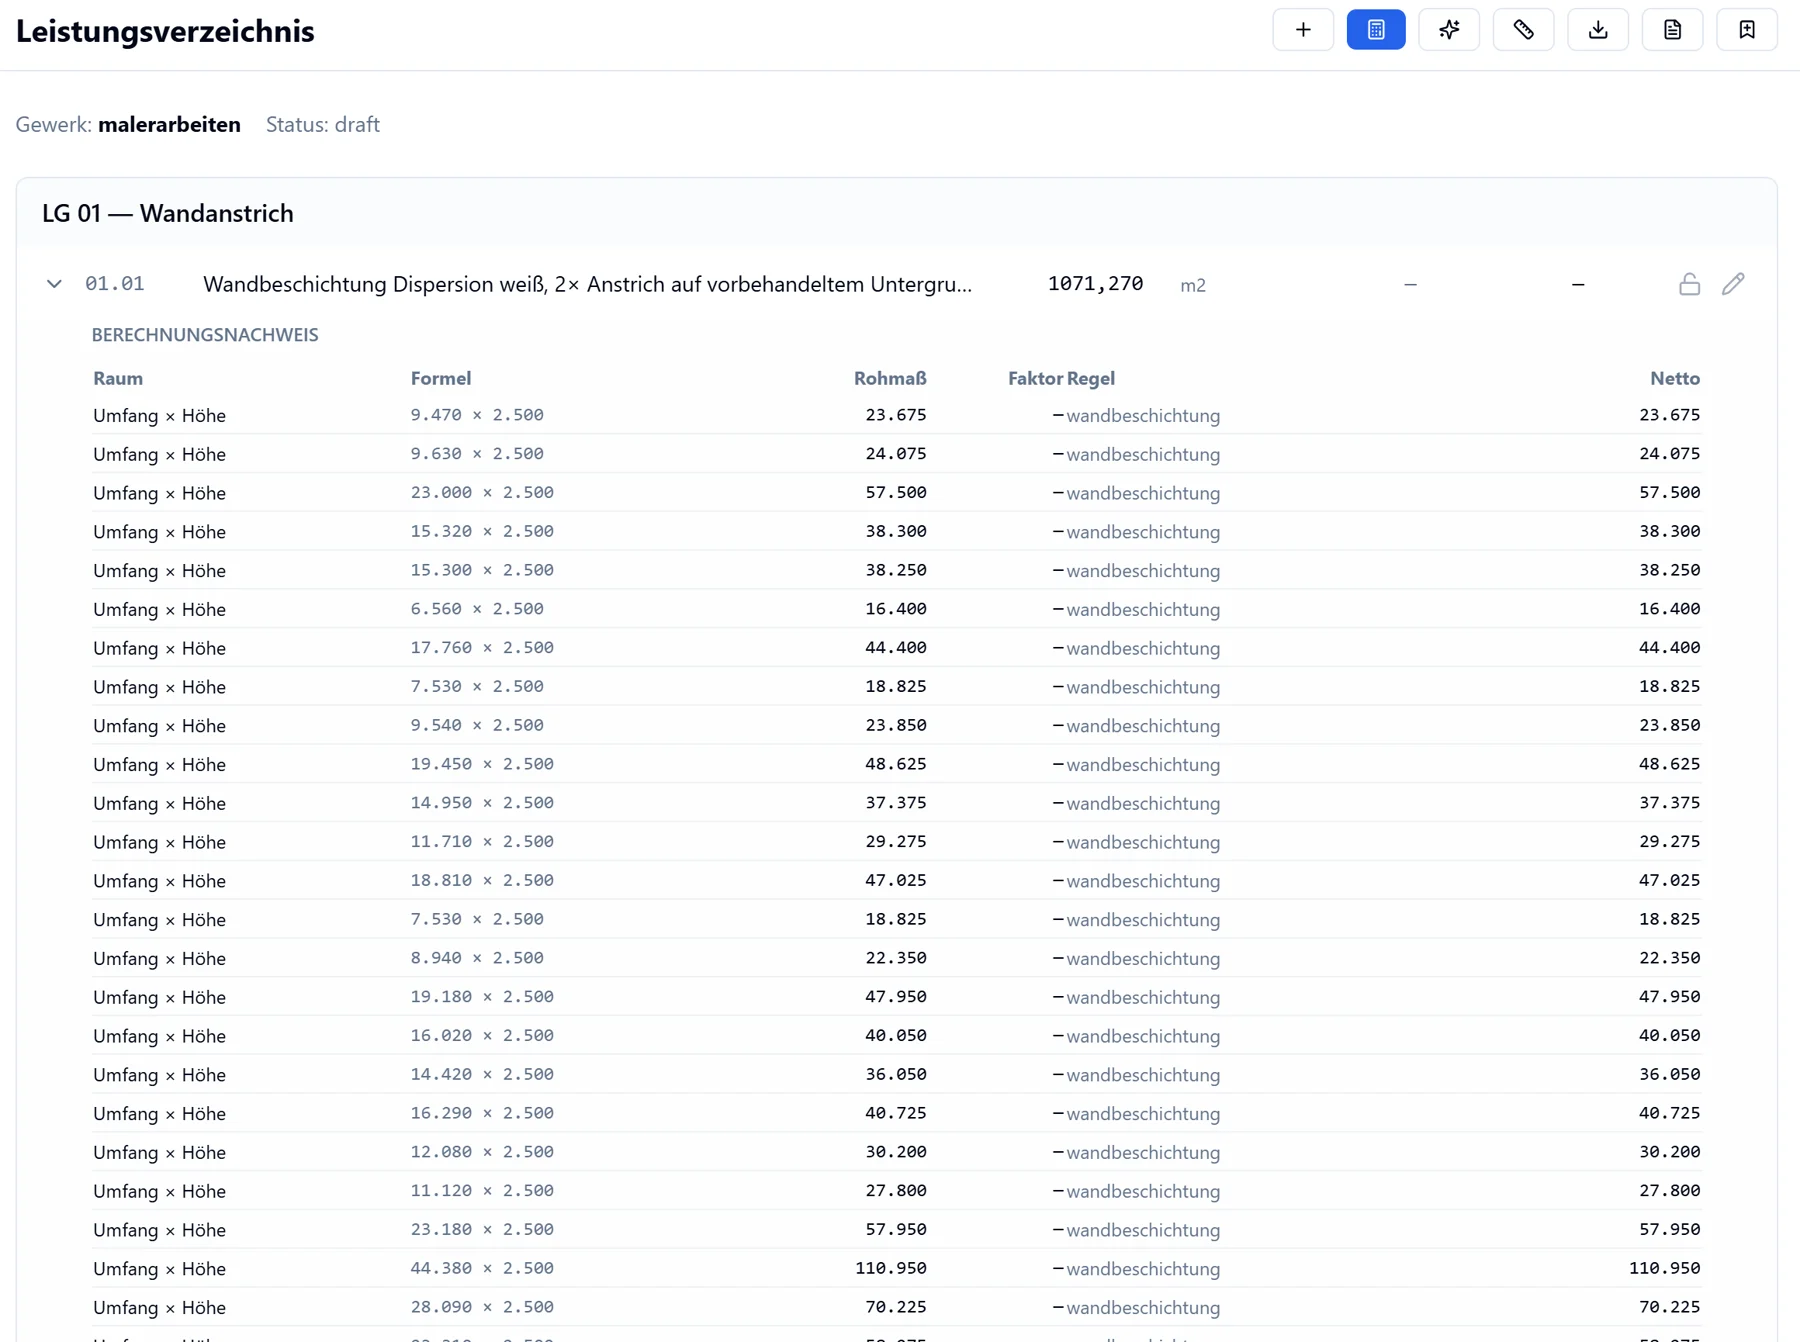 Leistungsverzeichnis
Gewerk: malerarbeiten Status: draft
LG 01 — Wandanstrich
01.01 Wandbeschichtung Dispersion weiß, 2× Anstrich auf vorbehandeltem Untergru... 1071,270 m2 — —
BERECHNUNGSNACHWEIS
Raum Formel Rohmaß Faktor Regel Netto
Umfang × Höhe 9.470 × 2.500 23.675 — wandbeschichtung 23.675
Umfang × Höhe 9.630 × 2.500 24.075 — wandbeschichtung 24.075
Umfang × Höhe 23.000 × 2.500 57.500 — wandbeschichtung 57.500
Umfang × Höhe 15.320 × 2.500 38.300 — wandbeschichtung 38.300
Umfang × Höhe 15.300 × 2.500 38.250 — wandbeschichtung 38.250
Umfang × Höhe 6.560 × 2.500 16.400 — wandbeschichtung 16.400
Umfang × Höhe 17.760 × 2.500 44.400 — wandbeschichtung 44.400
Umfang × Höhe 7.530 × 2.500 18.825 — wandbeschichtung 18.825
Umfang × Höhe 9.540 × 2.500 23.850 — wandbeschichtung 23.850
Umfang × Höhe 19.450 × 2.500 48.625 — wandbeschichtung 48.625
Umfang × Höhe 14.950 × 2.500 37.375 — wandbeschichtung 37.375
Umfang × Höhe 11.710 × 2.500 29.275 — wandbeschichtung 29.275
Umfang × Höhe 18.810 × 2.500 47.025 — wandbeschichtung 47.025
Umfang × Höhe 7.530 × 2.500 18.825 — wandbeschichtung 18.825
Umfang × Höhe 8.940 × 2.500 22.350 — wandbeschichtung 22.350
Umfang × Höhe 19.180 × 2.500 47.950 — wandbeschichtung 47.950
Umfang × Höhe 16.020 × 2.500 40.050 — wandbeschichtung 40.050
Umfang × Höhe 14.420 × 2.500 36.050 — wandbeschichtung 36.050
Umfang × Höhe 16.290 × 2.500 40.725 — wandbeschichtung 40.725
Umfang × Höhe 12.080 × 2.500 30.200 — wandbeschichtung 30.200
Umfang × Höhe 11.120 × 2.500 27.800 — wandbeschichtung 27.800
Umfang × Höhe 23.180 × 2.500 57.950 — wandbeschichtung 57.950
Umfang × Höhe 44.380 × 2.500 110.950 — wandbeschichtung 110.950
Umfang × Höhe 28.090 × 2.500 70.225 — wandbeschichtung 70.225